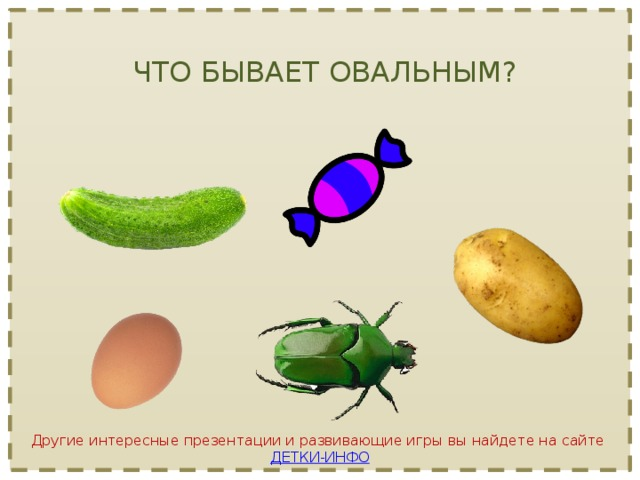 ЧТО БЫВАЕТ ОВАЛЬНЫМ?
Другие интересные презентации и развивающие игры вы найдете на сайте
ДЕТКИ-ИНФО